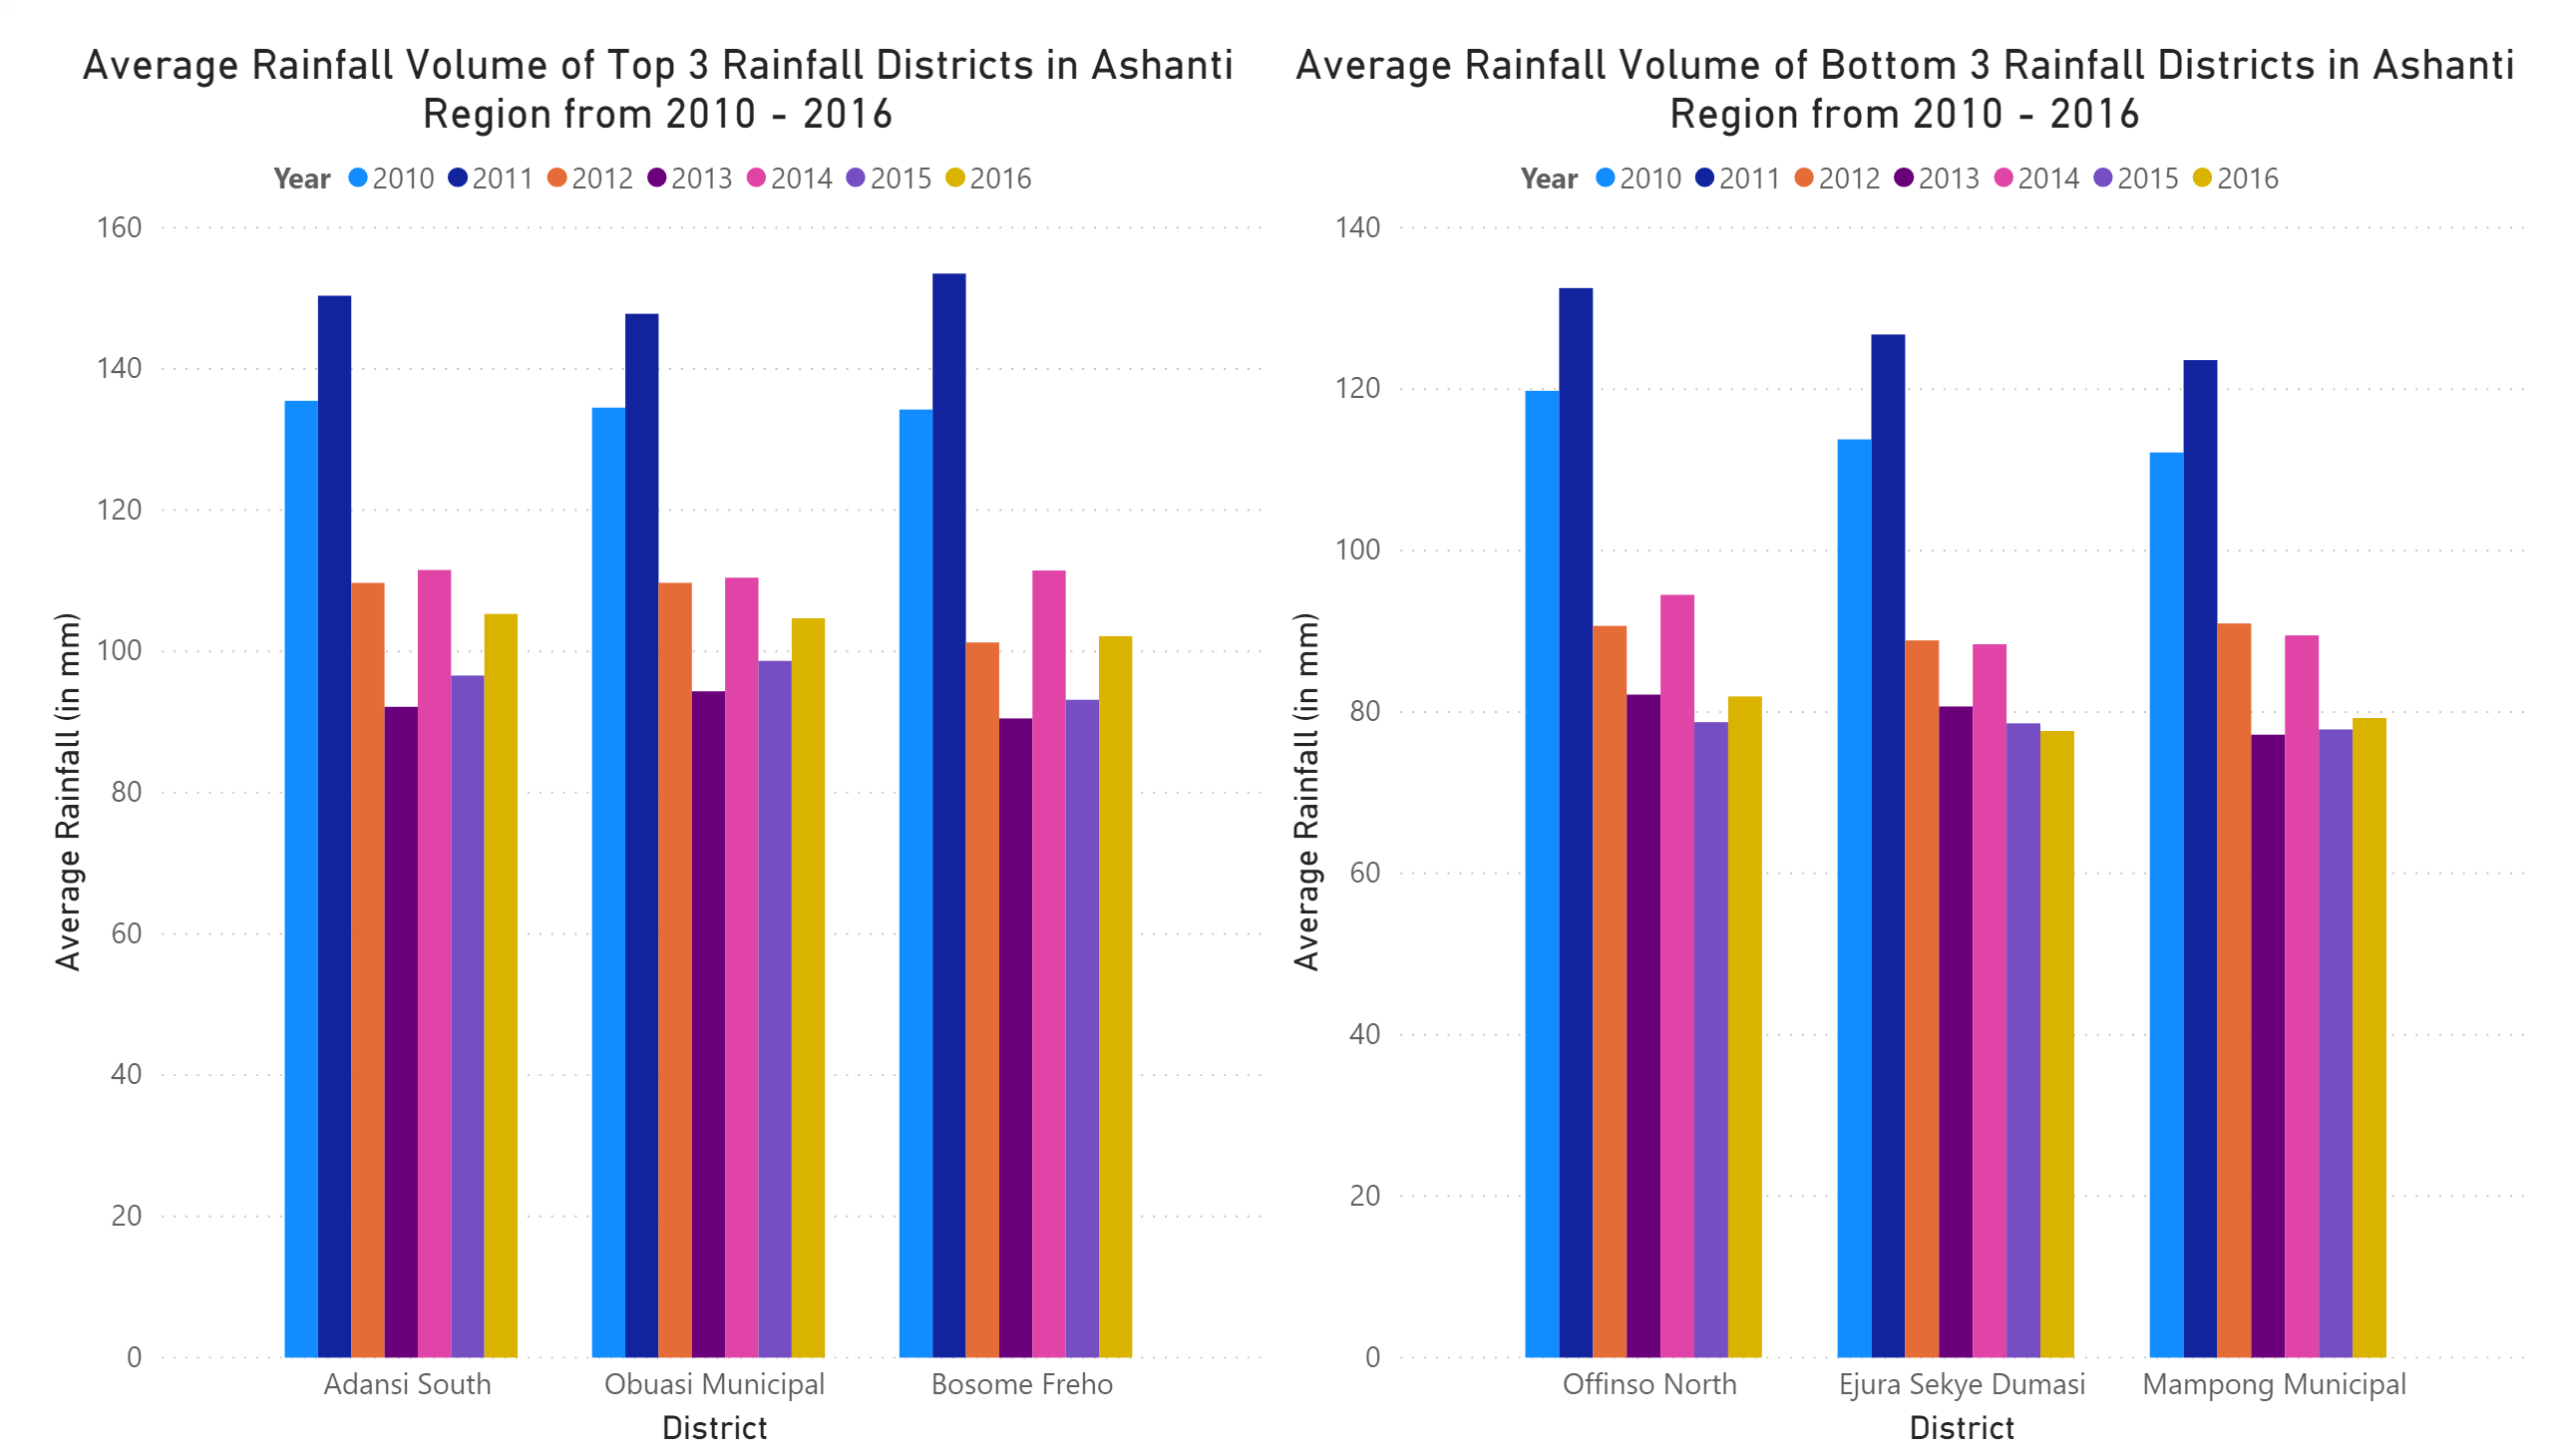 Average Rainfall Volume of Top 3 Rainfall Districts in Ashanti
Region from 2010 - 2016
Year 2010 2011 2012 2013 2014 2015 2016
160
140
120
100
80
60
40
20
0
Average Rainfall (in mm)
Adansi South Obuasi Municipal Bosome Freho
District
Average Rainfall Volume of Bottom 3 Rainfall Districts in Ashanti
Region from 2010 - 2016
Year 2010 2011 2012 2013 2014 2015 2016
140
120
100
80
60
40
20
0
Average Rainfall (in mm)
Offinso North Ejura Sekye Dumasi Mampong Municipal
District